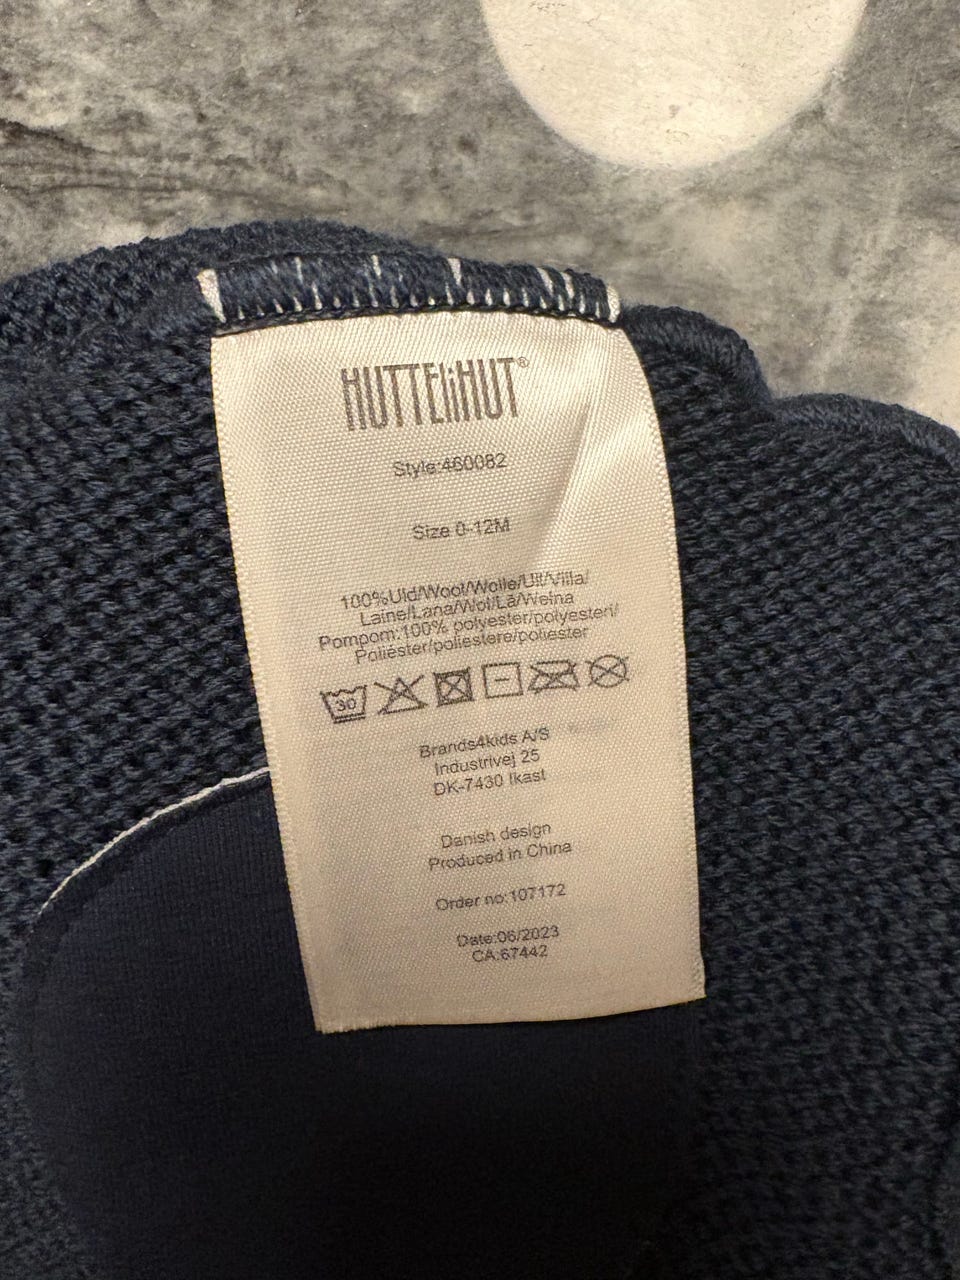 HUTTEliHUT®
Style:460082
Size 0-12M
100%Uld/Wool/Wolle/Ull/Villa/
Laine/Lana/Wol/Lã/Wełna
Pompom:100% polyester/polyesteri/
Poliéster/poliestere/poliester
30
Brands4kids A/S
Industrivej 25
DK-7430 Ikast
Danish design
Produced in China
Order no:107172
Date:06/2023
CA:67442